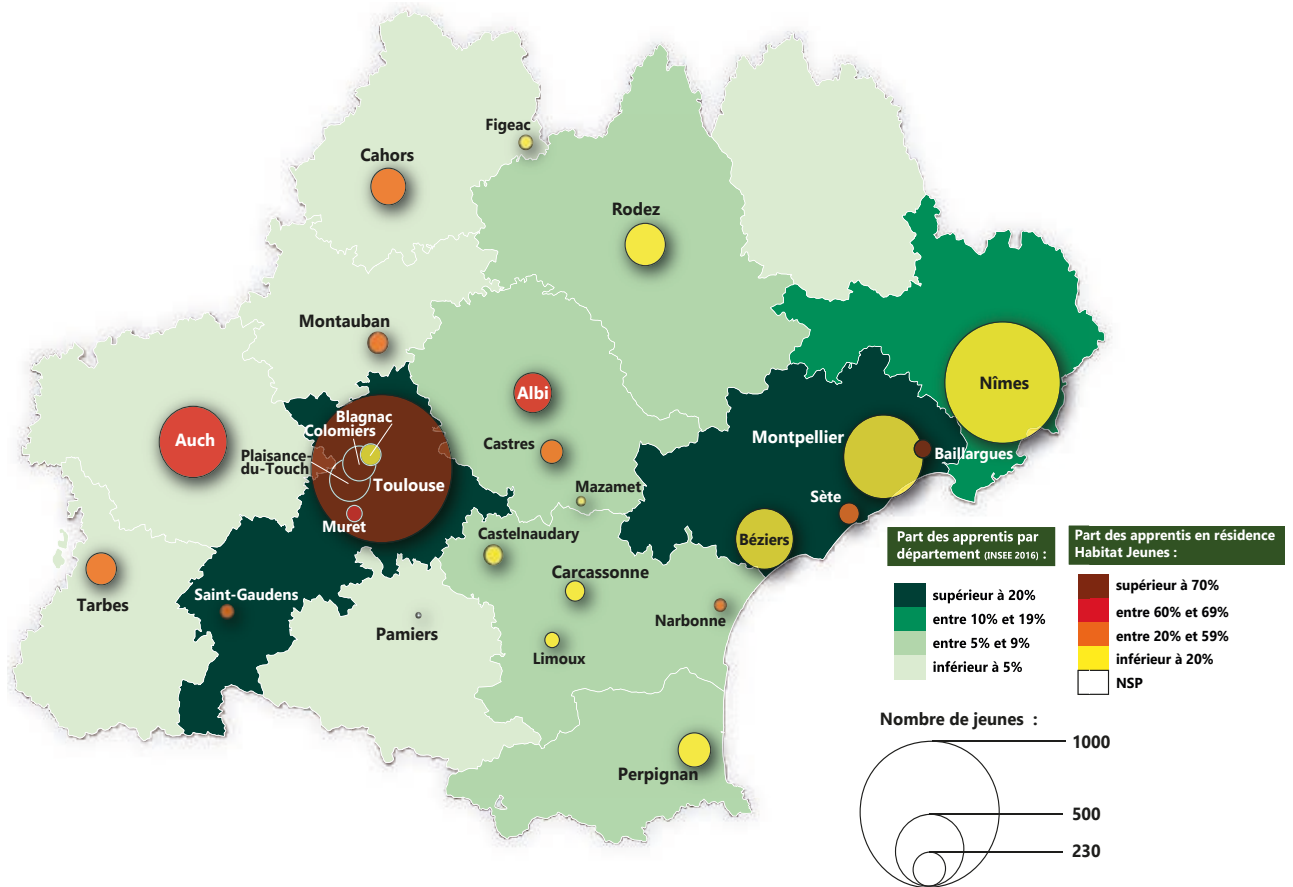 Figeac
Cahors
Rodez
Montauban
Nîmes
Albi
Blagnac
Colomiers
Auch
Castres
Montpellier
Plaisance-
du-Touch
Baillargues
Toulouse
Mazamet
Sète
Muret
Castelnaudary
Béziers
Carcassonne
Saint-Gaudens
Tarbes
Narbonne
Pamiers
Limoux
Perpignan
Part des apprentis par
département (INSEE 2016) :
supérieur à 20%
entre 10% et 19%
entre 5% et 9%
inférieur à 5%
Part des apprentis en résidence
Habitat Jeunes :
supérieur à 70%
entre 60% et 69%
entre 20% et 59%
inférieur à 20%
NSP
Nombre de jeunes :
1000
500
230